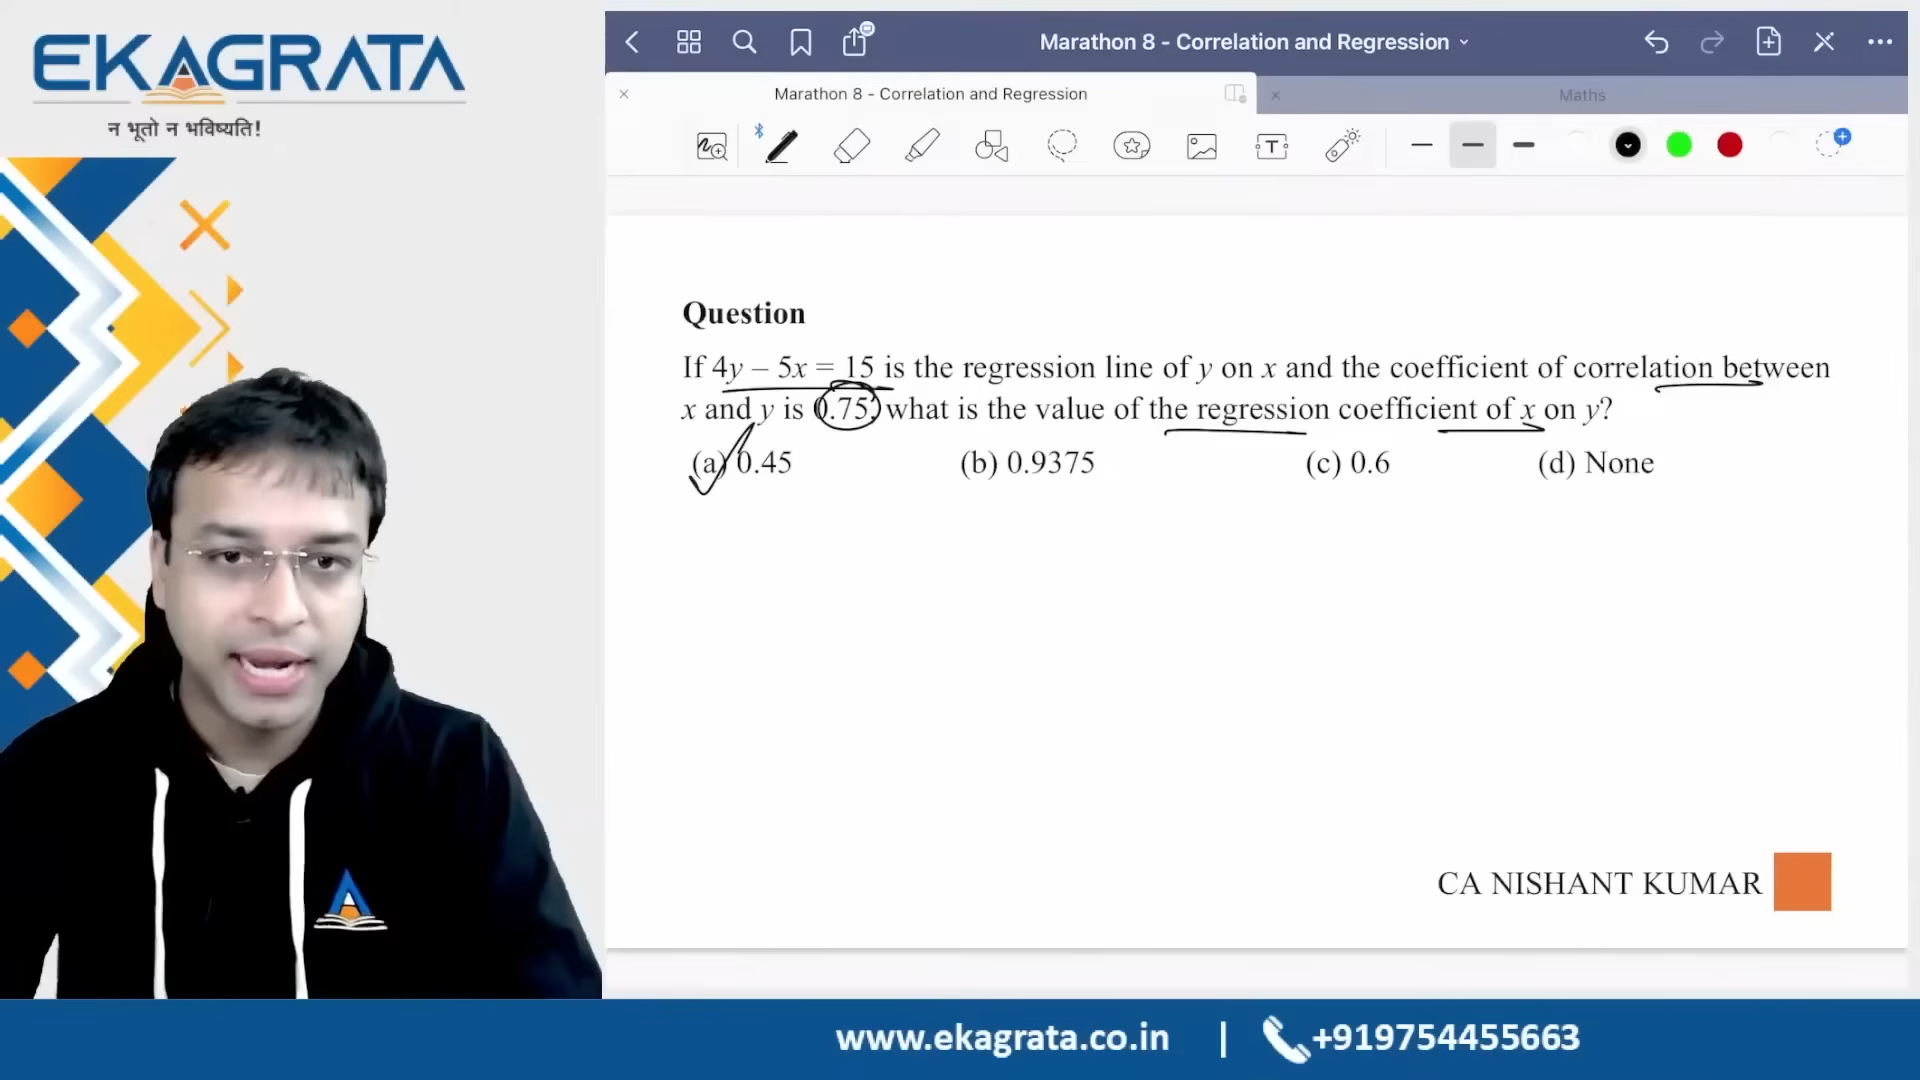 EKAGRATA
न भूतो न भविष्यति!
Marathon 8 - Correlation and Regression
Marathon 8 - Correlation and Regression
Maths
Question
If 4y – 5x = 15 is the regression line of y on x and the coefficient of correlation between
x and y is 0.75, what is the value of the regression coefficient of x on y?
(a) 0.45 (b) 0.9375 (c) 0.6 (d) None
CA NISHANT KUMAR
www.ekagrata.co.in | +919754455663